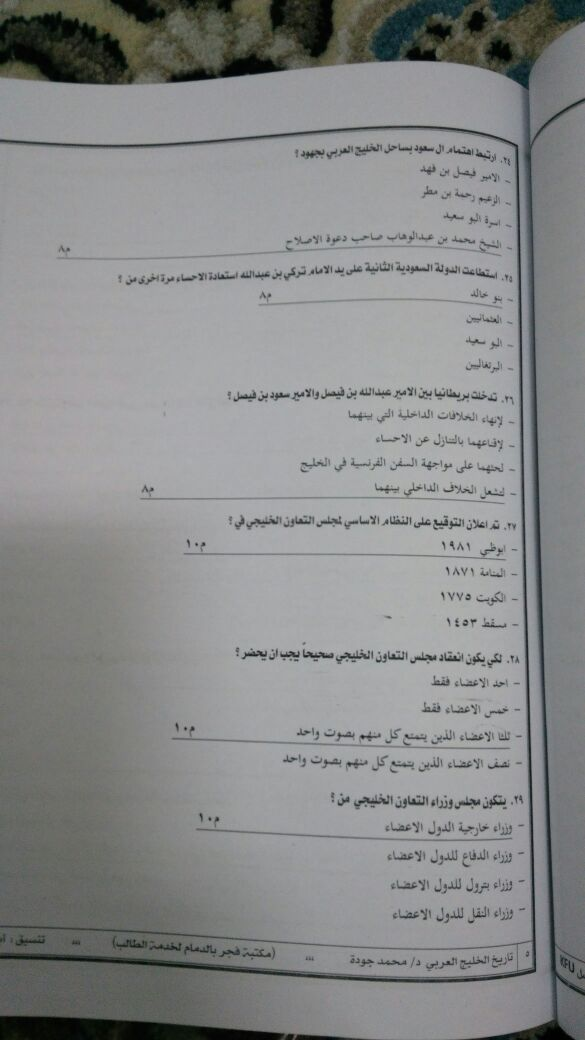 ٢٤. ارتبط اهتمام ال سعود بساحل الخليج العربي بجهود ؟
- الامير فيصل بن فهد
- الزعيم رحمة بن مطر
- اسرة البو سعيد
- الشيخ محمد بن عبدالوهاب صاحب دعوة الاصلاح م٨
٢٥. استطاعت الدولة السعودية الثانية على يد الامام تركي بن عبدالله استعادة الاحساء مرة اخرى من ؟
- بنو خالد م٨
- العثمانيين
- البو سعيد
- البرتغاليين
٢٦. تدخلت بريطانيا بين الامير عبدالله بن فيصل والامير سعود بن فيصل ؟
- لإنهاء الخلافات الداخلية التي بينهما
- لإقناعهما بالتنازل عن الاحساء
- لحثهما على مواجهة السفن الفرنسية في الخليج
- لتشعل الخلاف الداخلي بينهما م٨
٢٧. تم اعلان التوقيع على النظام الاساسي لمجلس التعاون الخليجي في ؟
- ابوظبي ١٩٨١ م١٠
- المنامة ١٨٧١
- الكويت ١٧٧٥
- مسقط ١٤٥٣
٢٨. لكي يكون انعقاد مجلس التعاون الخليجي صحيحاً يجب ان يحضر ؟
- احد الاعضاء فقط
- خمس الاعضاء فقط
- ثلثا الاعضاء الذين يتمتع كل منهم بصوت واحد م١٠
- نصف الاعضاء الذين يتمتع كل منهم بصوت واحد
٢٩. يتكون مجلس وزراء التعاون الخليجي من ؟
- وزراء خارجية الدول الاعضاء م١٠
- وزراء الدفاع للدول الاعضاء
- وزراء بترول للدول الاعضاء
- وزراء النقل للدول الاعضاء
٥ تاريخ الخليج العربي د/ محمد جودة ،،، (مكتبة فجر بالدمام لخدمة الطالب) ،،، تنسيق :
KFU